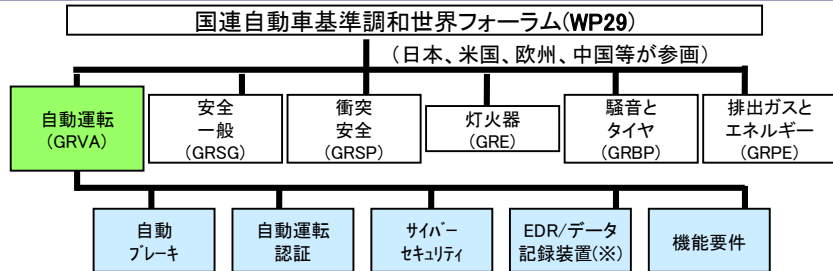 国連自動車基準調和世界フォーラム(WP29)
(日本、米国、欧州、中国等が参画)
自動運転
(GRVA)
安全
一般
(GRSG)
衝突
安全
(GRSP)
灯火器
(GRE)
騒音と
タイヤ
(GRBP)
排出ガスと
エネルギー
(GRPE)
自動
ブレーキ
自動運転
認証
サイバー
セキュリティ
EDR/データ
記録装置(※)
機能要件